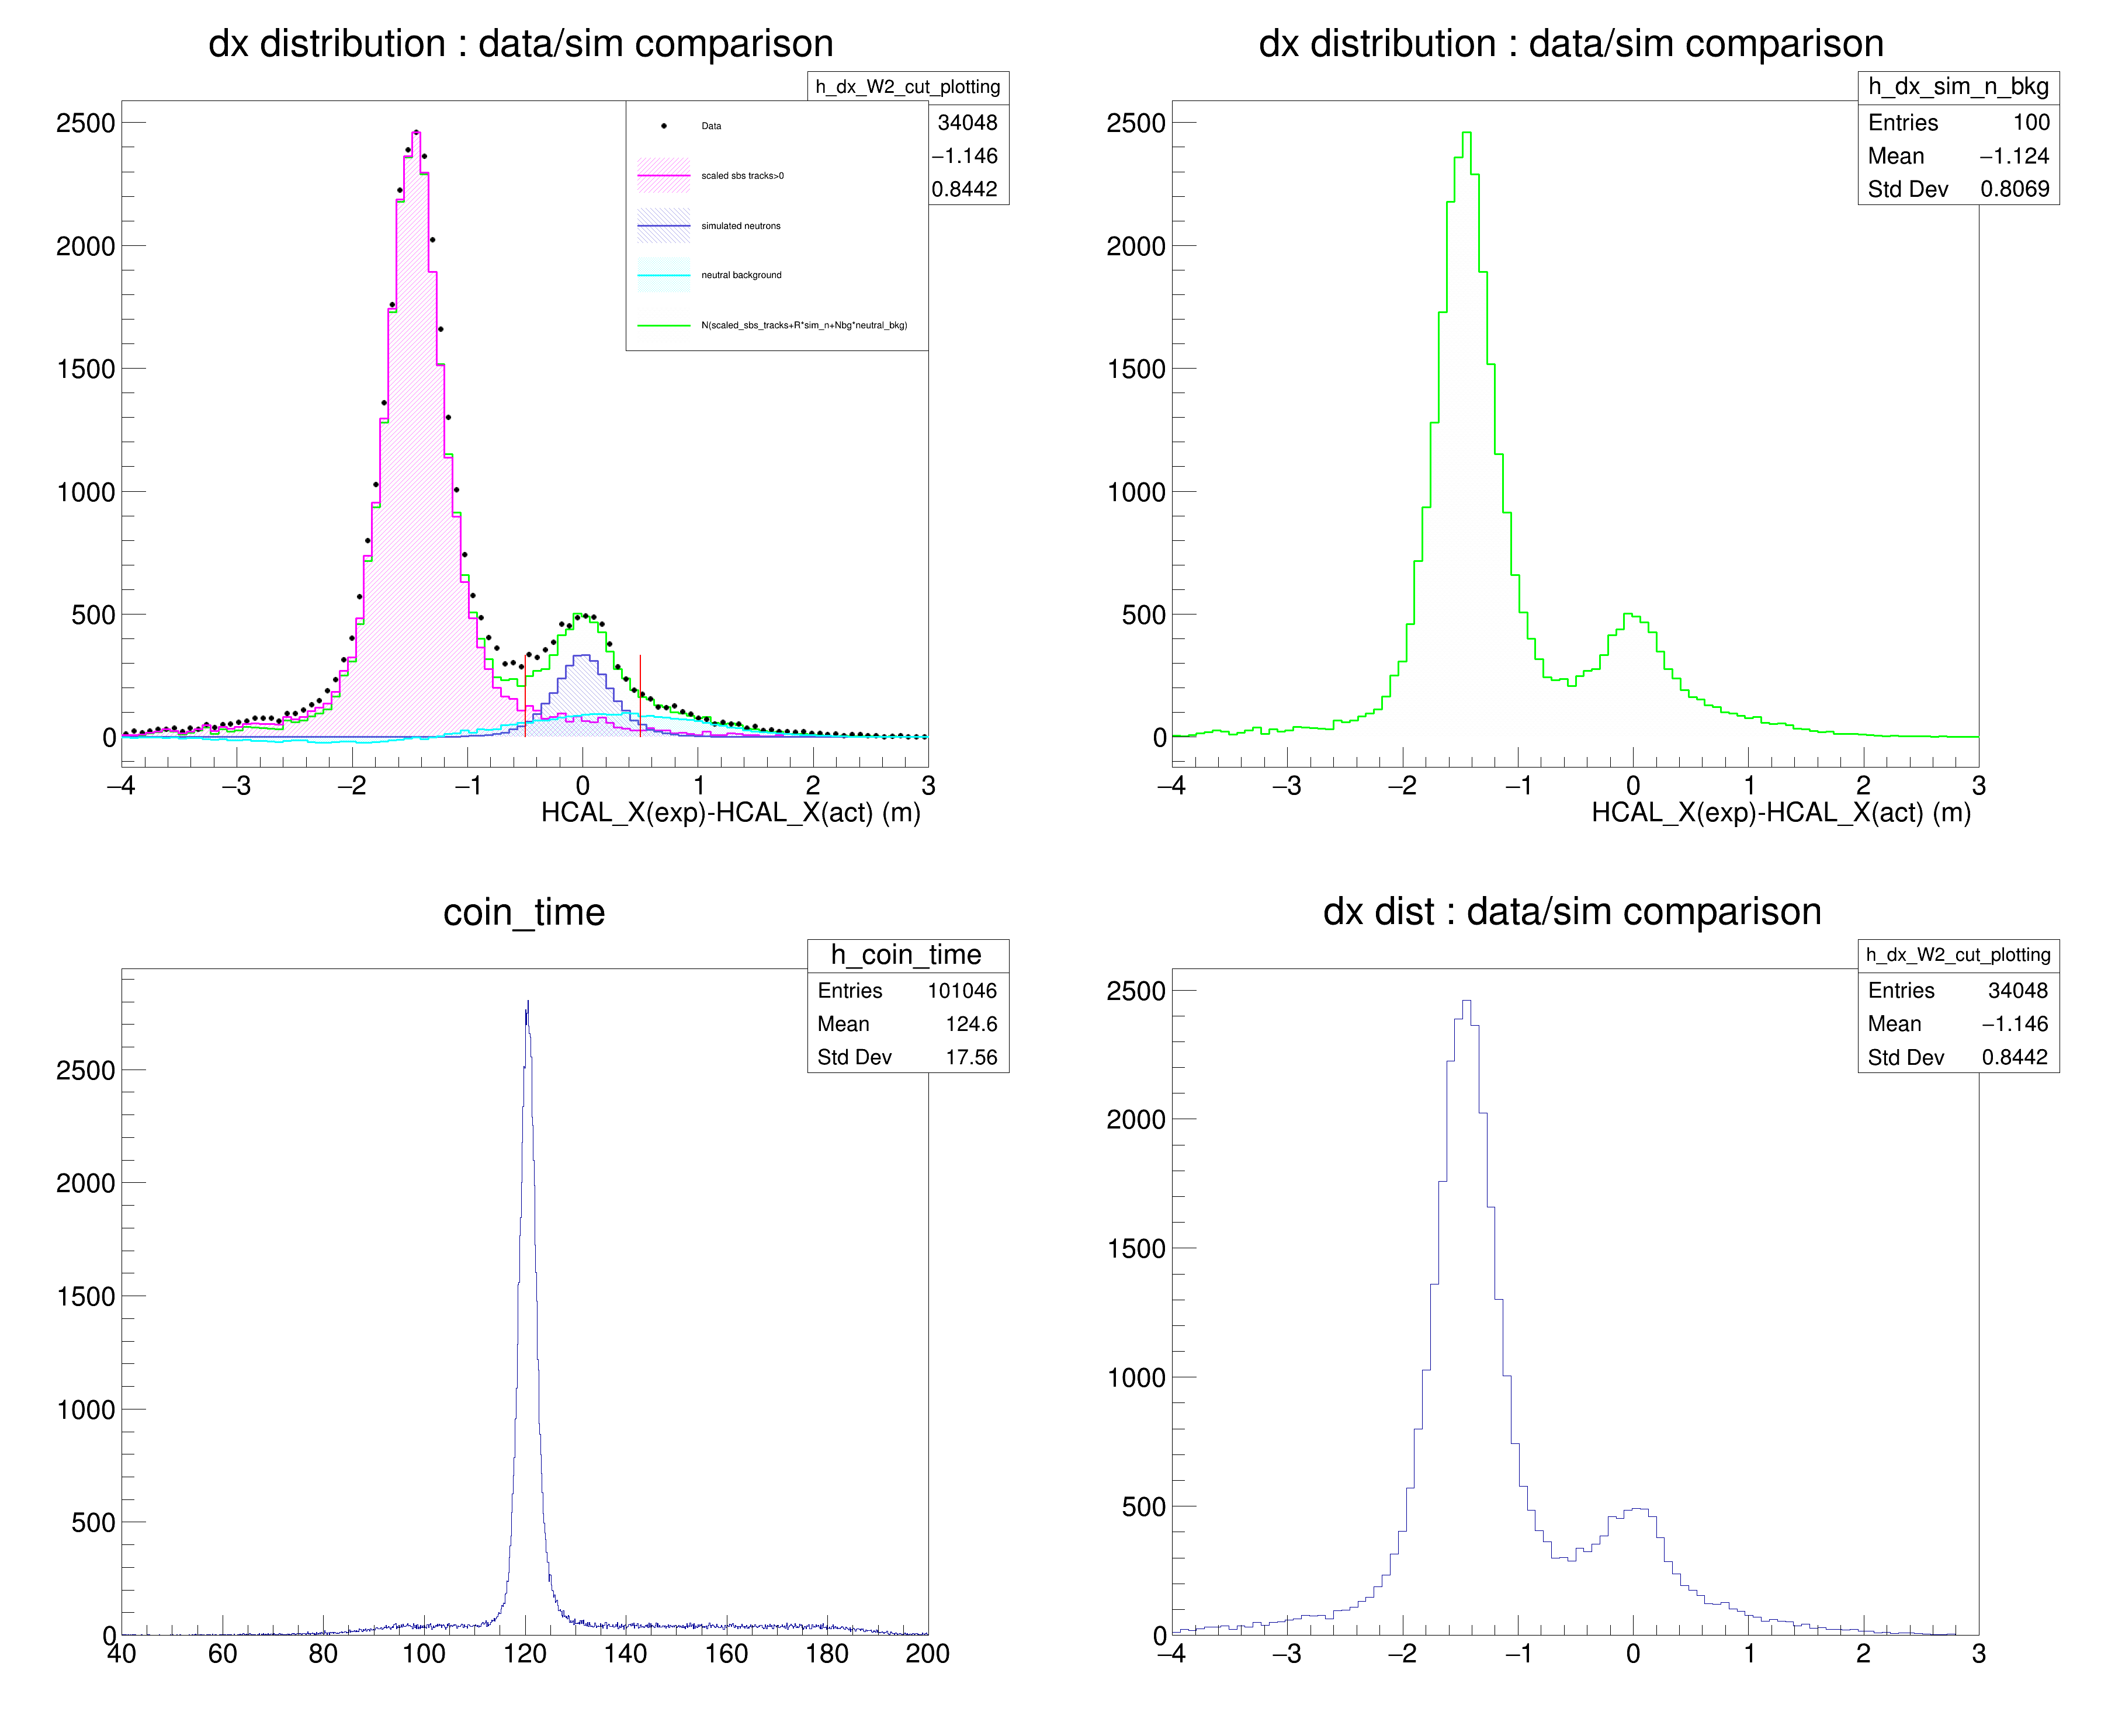 dx distribution : data/sim comparison
h_dx_W2_cut_plotting
34048
−1.146
0.8442
Data
scaled sbs tracks>0
simulated neutrons
neutral background
N(scaled_sbs_tracks+R*sim_n+Nbg*neutral_bkg)
2500
2000
1500
1000
500
0
−4 −3 −2 −1 0 1 2 3
HCAL_X(exp)-HCAL_X(act) (m)
dx distribution : data/sim comparison
h_dx_sim_n_bkg
Entries 100
Mean −1.124
Std Dev 0.8069
2500
2000
1500
1000
500
0
−4 −3 −2 −1 0 1 2 3
HCAL_X(exp)-HCAL_X(act) (m)
coin_time
h_coin_time
Entries 101046
Mean 124.6
Std Dev 17.56
2500
2000
1500
1000
500
0
40 60 80 100 120 140 160 180 200
dx dist : data/sim comparison
h_dx_W2_cut_plotting
Entries 34048
Mean −1.146
Std Dev 0.8442
2500
2000
1500
1000
500
0
−4 −3 −2 −1 0 1 2 3